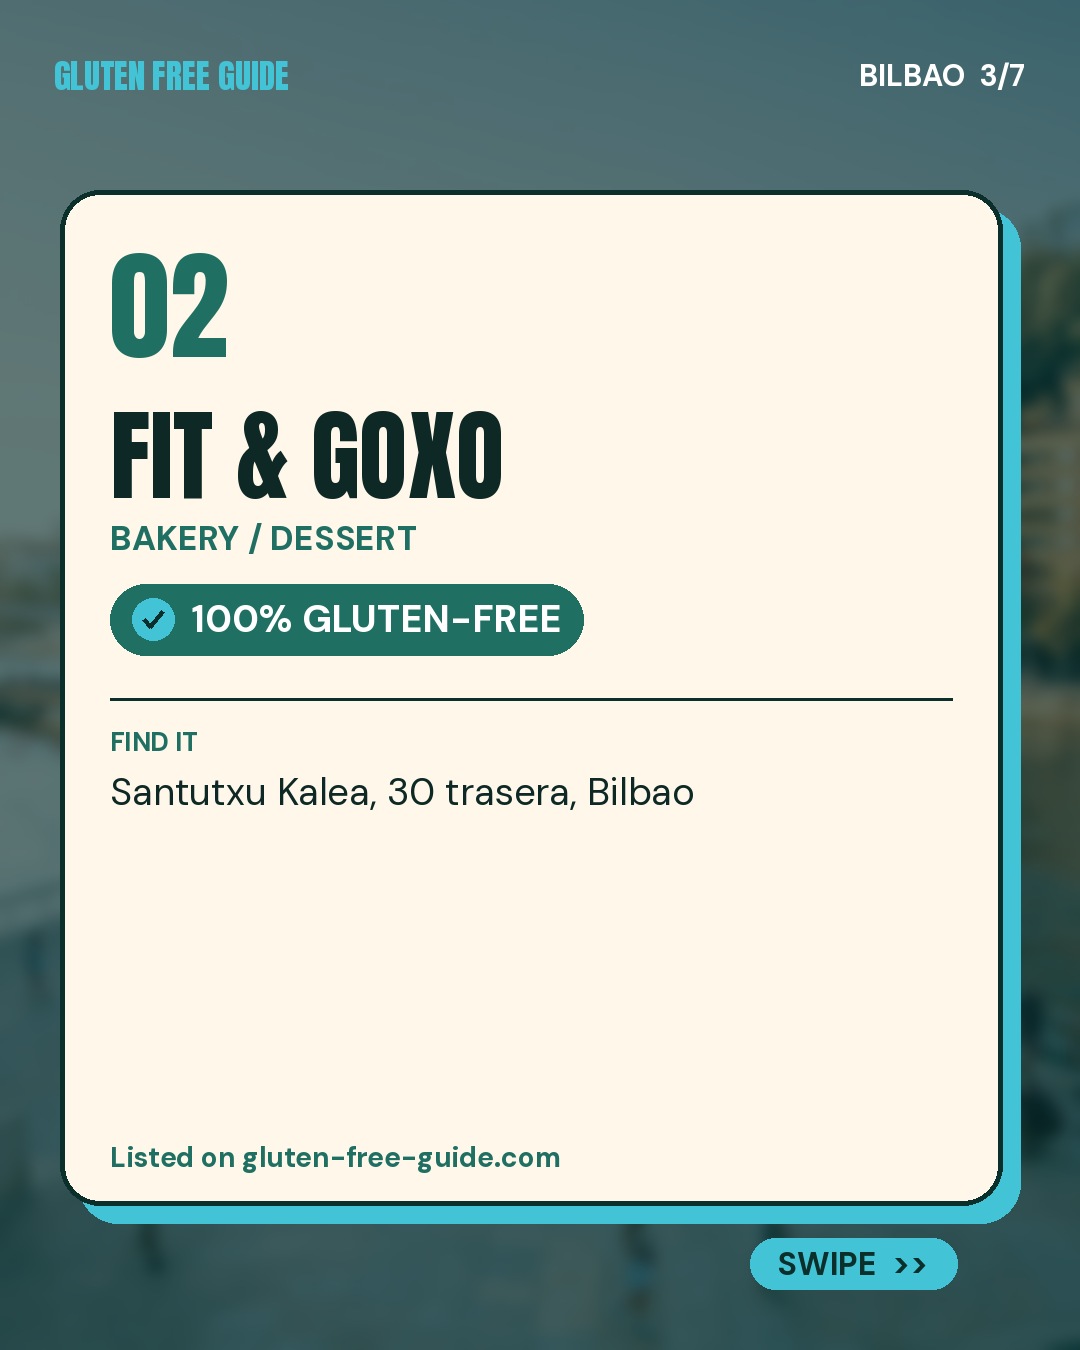 GLUTEN FREE GUIDE
BILBAO 3/7
02
FIT & GOXO
BAKERY / DESSERT
100% GLUTEN-FREE
FIND IT
Santutxu Kalea, 30 trasera, Bilbao
Listed on gluten-free-guide.com
SWIPE >>